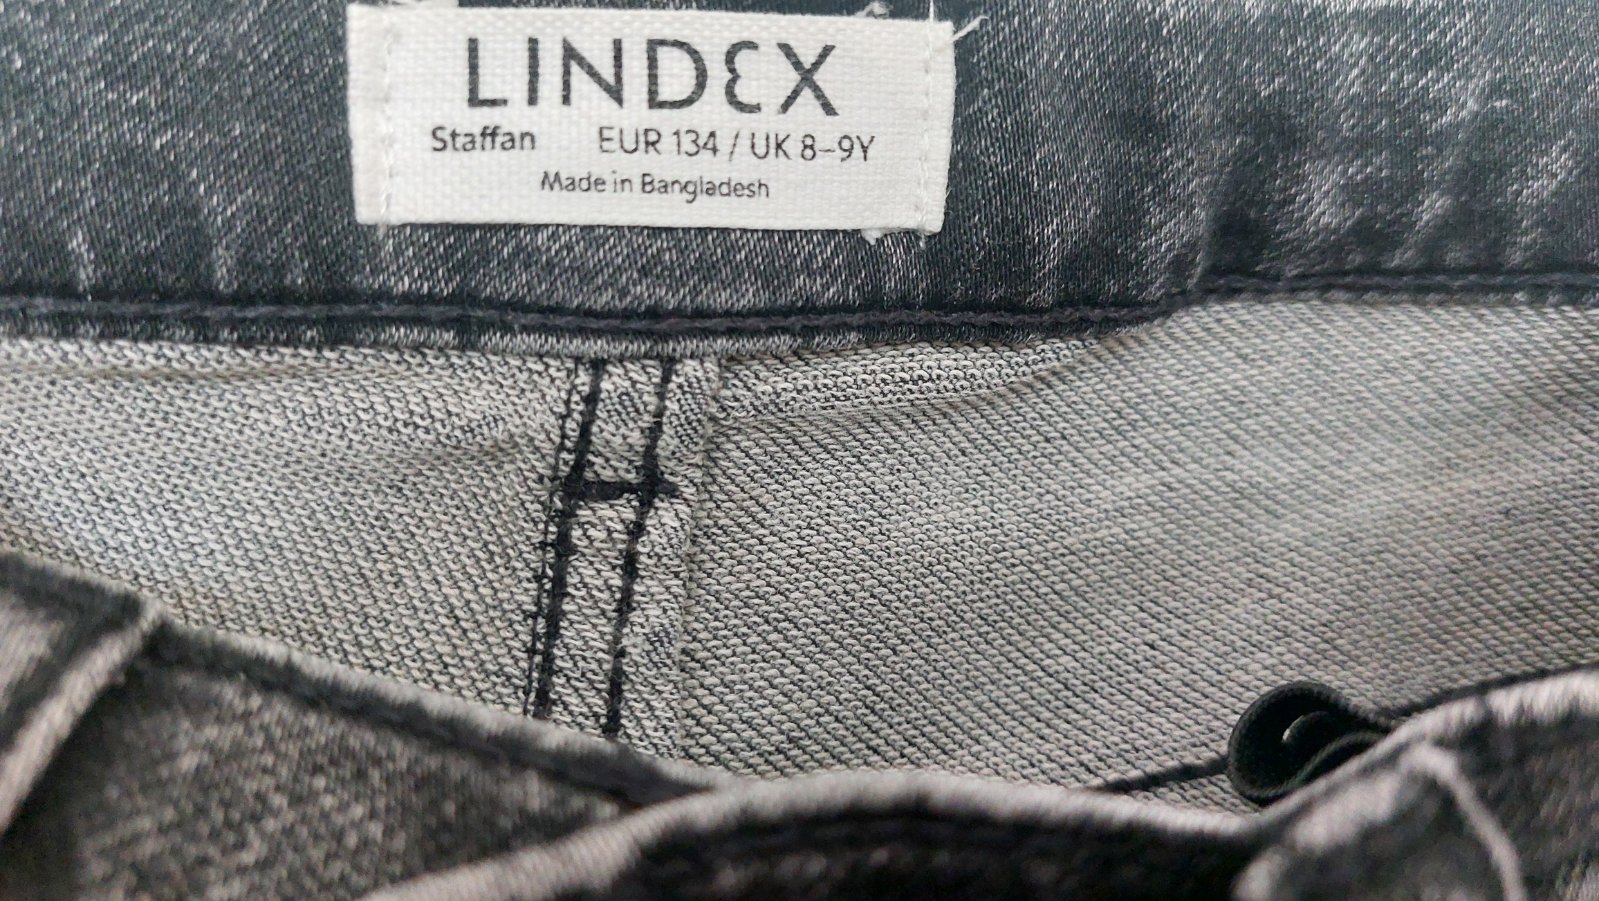 LINDEX
Staffan EUR 134 / UK 8-9Y
Made in Bangladesh